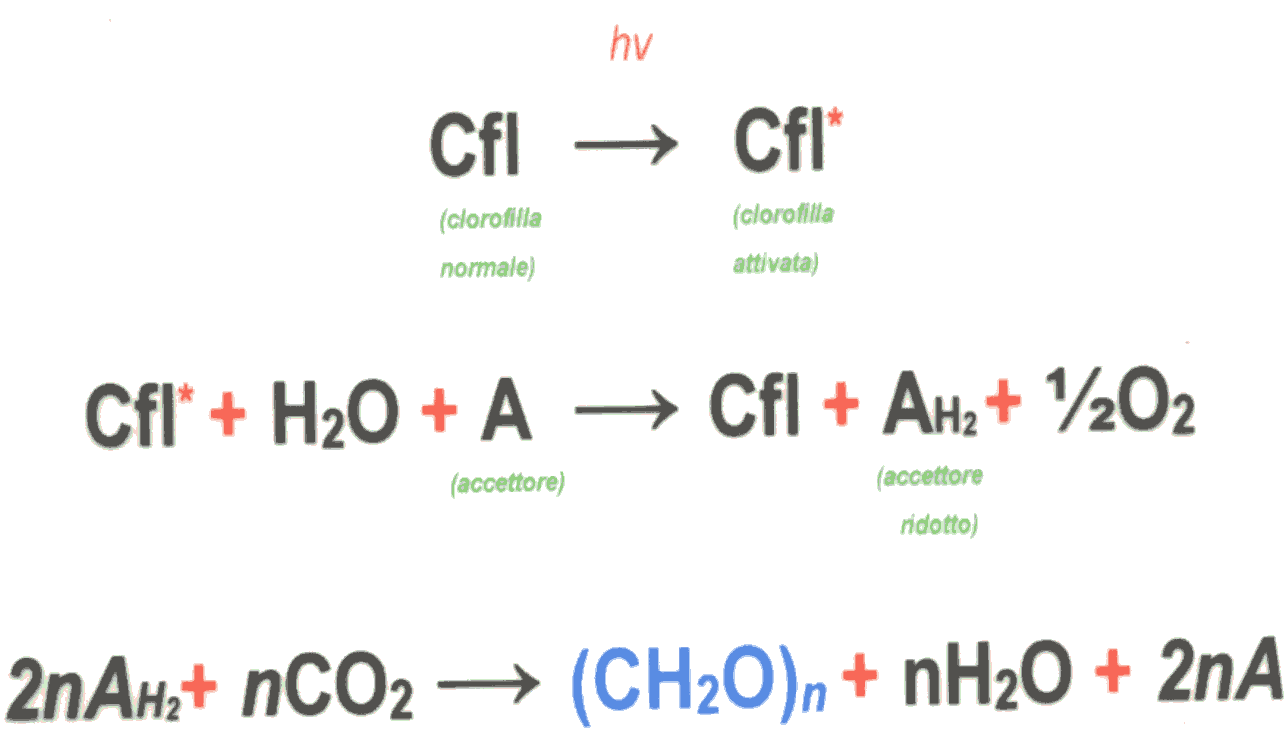 hv
Cfl → Cfl*
(clorofilla (clorofilla
normale) attivata)
Cfl* + H₂O + A → Cfl + AH₂ + ½O₂
(accettore) (accettore
ridotto)
2nAH₂ + nCO₂ → (CH₂O)n + nH₂O + 2nA